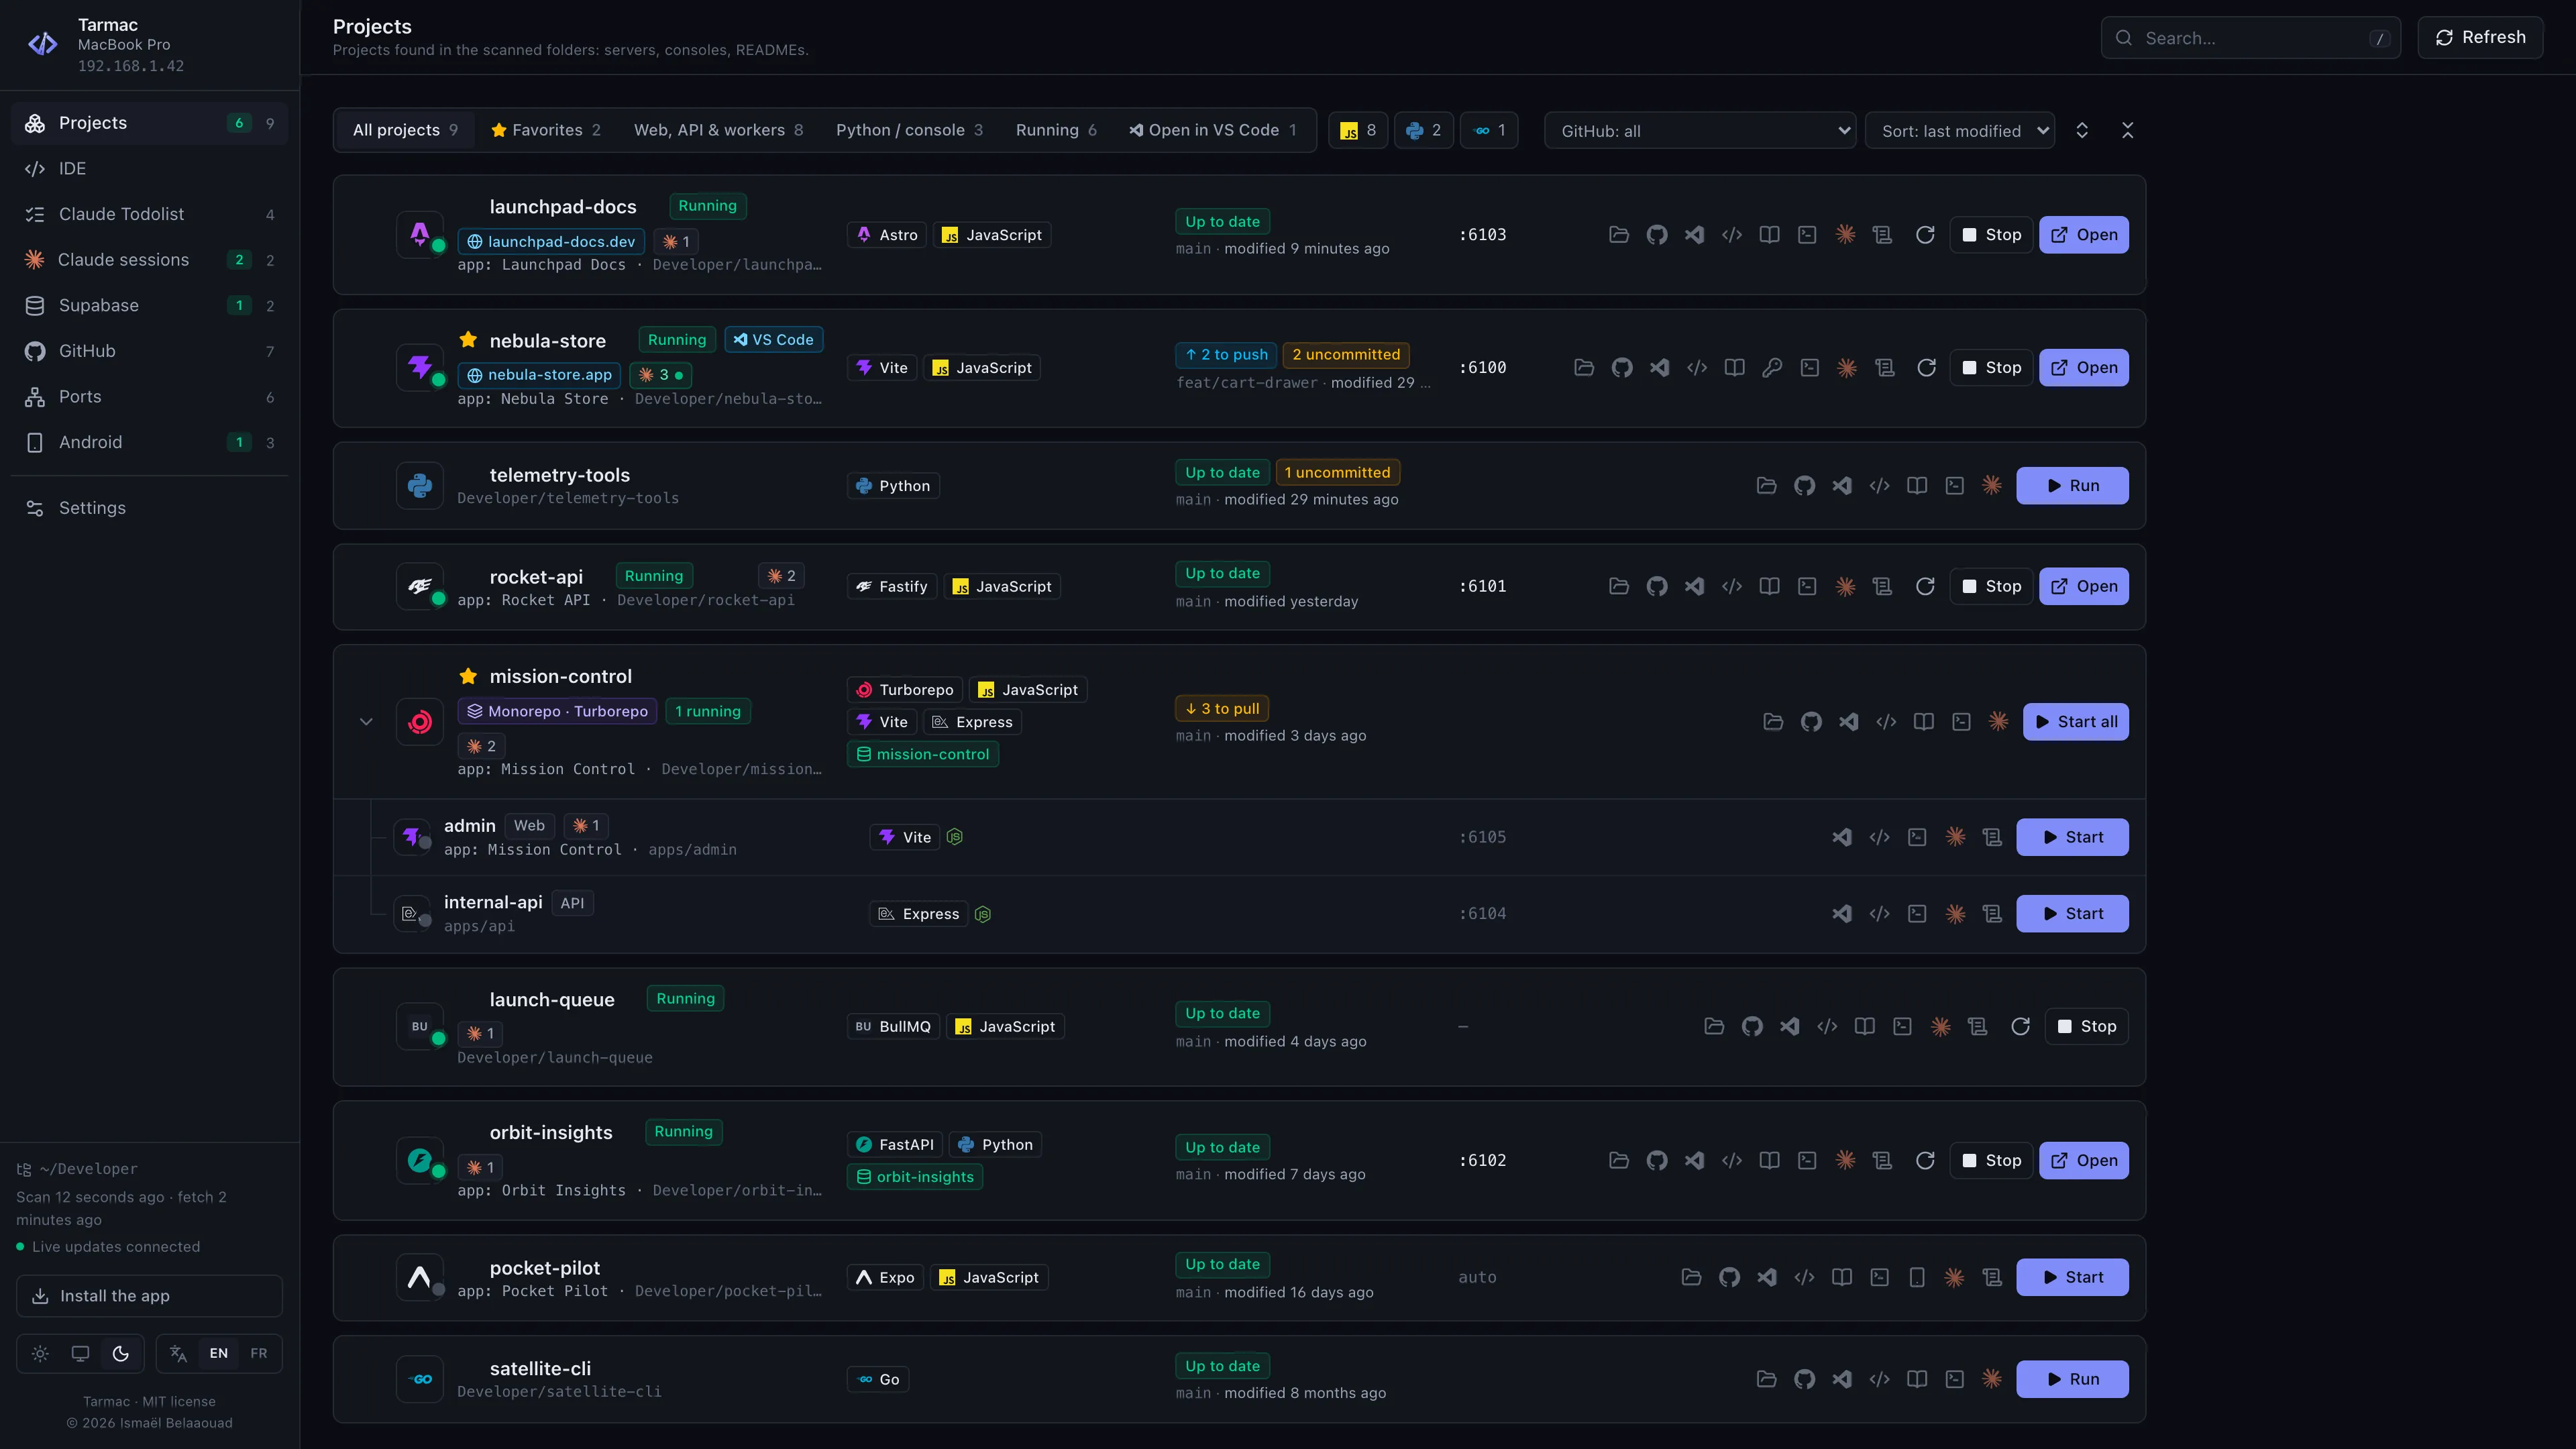 Tarmac
MacBook Pro
192.168.1.42
Projects 6 9
IDE
Claude Todolist 4
Claude sessions 2 2
Supabase 1 2
GitHub 7
Ports 6
Android 1 3
Settings
~/Developer
Scan 12 seconds ago · fetch 2
minutes ago
Live updates connected
Install the app
EN FR
Tarmac · MIT license
© 2026 Ismaël Belaaouad
Projects
Projects found in the scanned folders: servers, consoles, READMEs.
Search... /
Refresh
All projects 9 Favorites 2 Web, API & workers 8 Python / console 3 Running 6 Open in VS Code 1 JS 8 2 GO 1 GitHub: all Sort: last modified
launchpad-docs Running
launchpad-docs.dev 1
app: Launchpad Docs · Developer/launchpa…
Astro JS JavaScript
Up to date
main · modified 9 minutes ago
:6103
Stop Open
nebula-store Running VS Code
nebula-store.app 3
app: Nebula Store · Developer/nebula-sto…
Vite JS JavaScript
↑ 2 to push 2 uncommitted
feat/cart-drawer · modified 29 …
:6100
Stop Open
telemetry-tools
Developer/telemetry-tools
Python
Up to date 1 uncommitted
main · modified 29 minutes ago
Run
rocket-api Running 2
app: Rocket API · Developer/rocket-api
Fastify JS JavaScript
Up to date
main · modified yesterday
:6101
Stop Open
mission-control
Monorepo · Turborepo 1 running
2
app: Mission Control · Developer/mission…
Turborepo JS JavaScript
Vite Express
mission-control
↓ 3 to pull
main · modified 3 days ago
Start all
admin Web 1
app: Mission Control · apps/admin
Vite
:6105
Start
internal-api API
apps/api
Express
:6104
Start
launch-queue Running
BU
1
Developer/launch-queue
BU BullMQ JS JavaScript
Up to date
main · modified 4 days ago
–
Stop
orbit-insights Running
1
app: Orbit Insights · Developer/orbit-in…
FastAPI Python
orbit-insights
Up to date
main · modified 7 days ago
:6102
Stop Open
pocket-pilot
app: Pocket Pilot · Developer/pocket-pil…
Expo JS JavaScript
Up to date
main · modified 16 days ago
auto
Start
satellite-cli
GO
Developer/satellite-cli
GO Go
Up to date
main · modified 8 months ago
Run